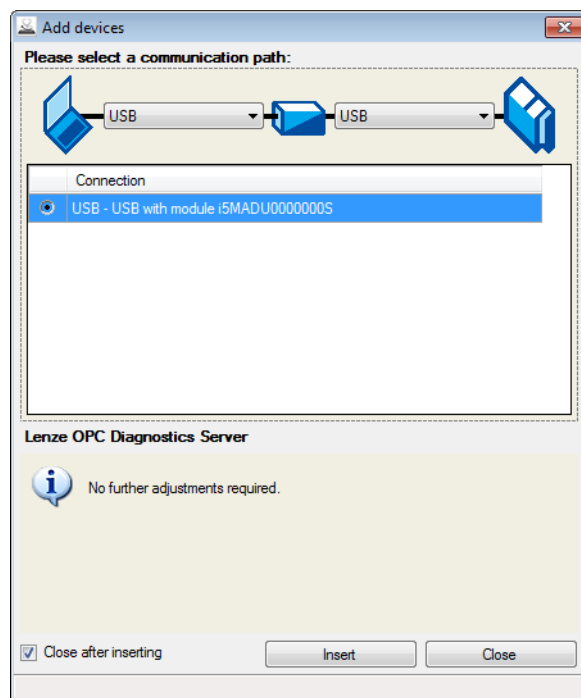 Add devices
Please select a communication path:
USB USB
Connection
USB - USB with module i5MADU0000000S
Lenze OPC Diagnostics Server
No further adjustments required.
Close after inserting Insert Close